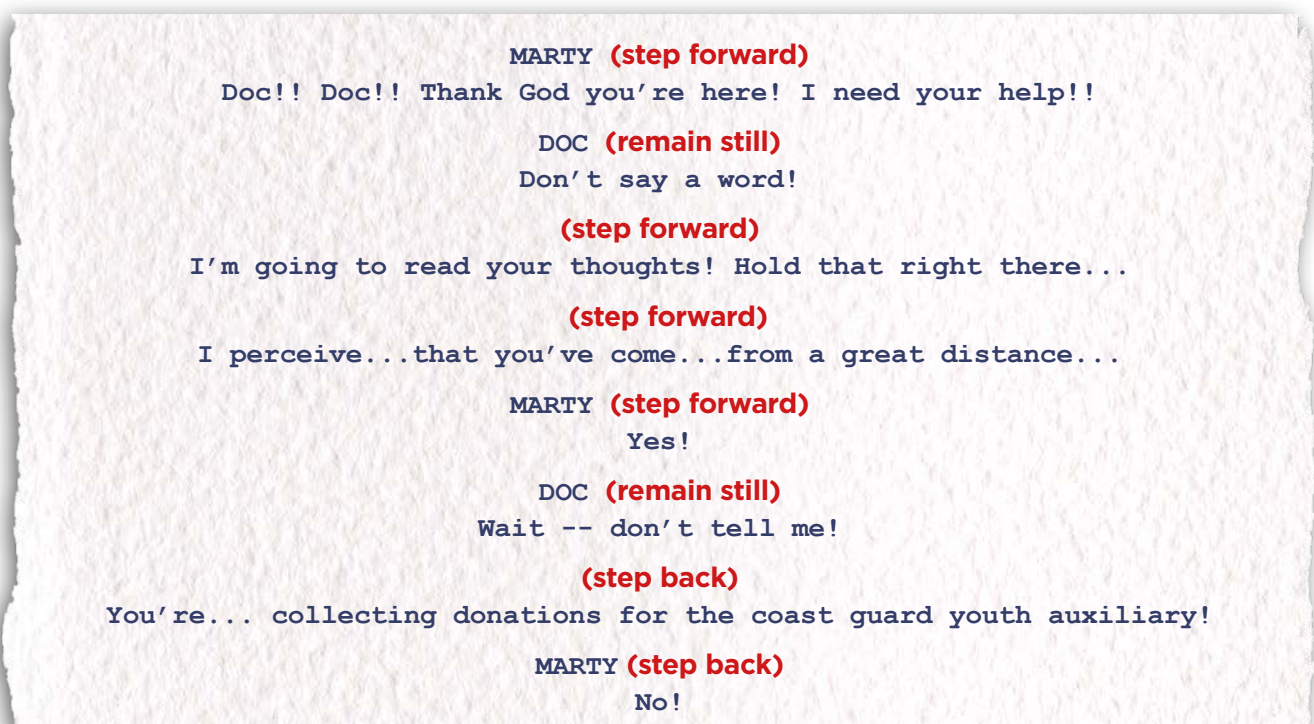 MARTY (step forward)
Doc!! Doc!! Thank God you're here! I need your help!!
DOC (remain still)
Don't say a word!
(step forward)
I'm going to read your thoughts! Hold that right there...
(step forward)
I perceive...that you've come...from a great distance...
MARTY (step forward)
Yes!
DOC (remain still)
Wait -- don't tell me!
(step back)
You're... collecting donations for the coast guard youth auxiliary!
MARTY (step back)
No!